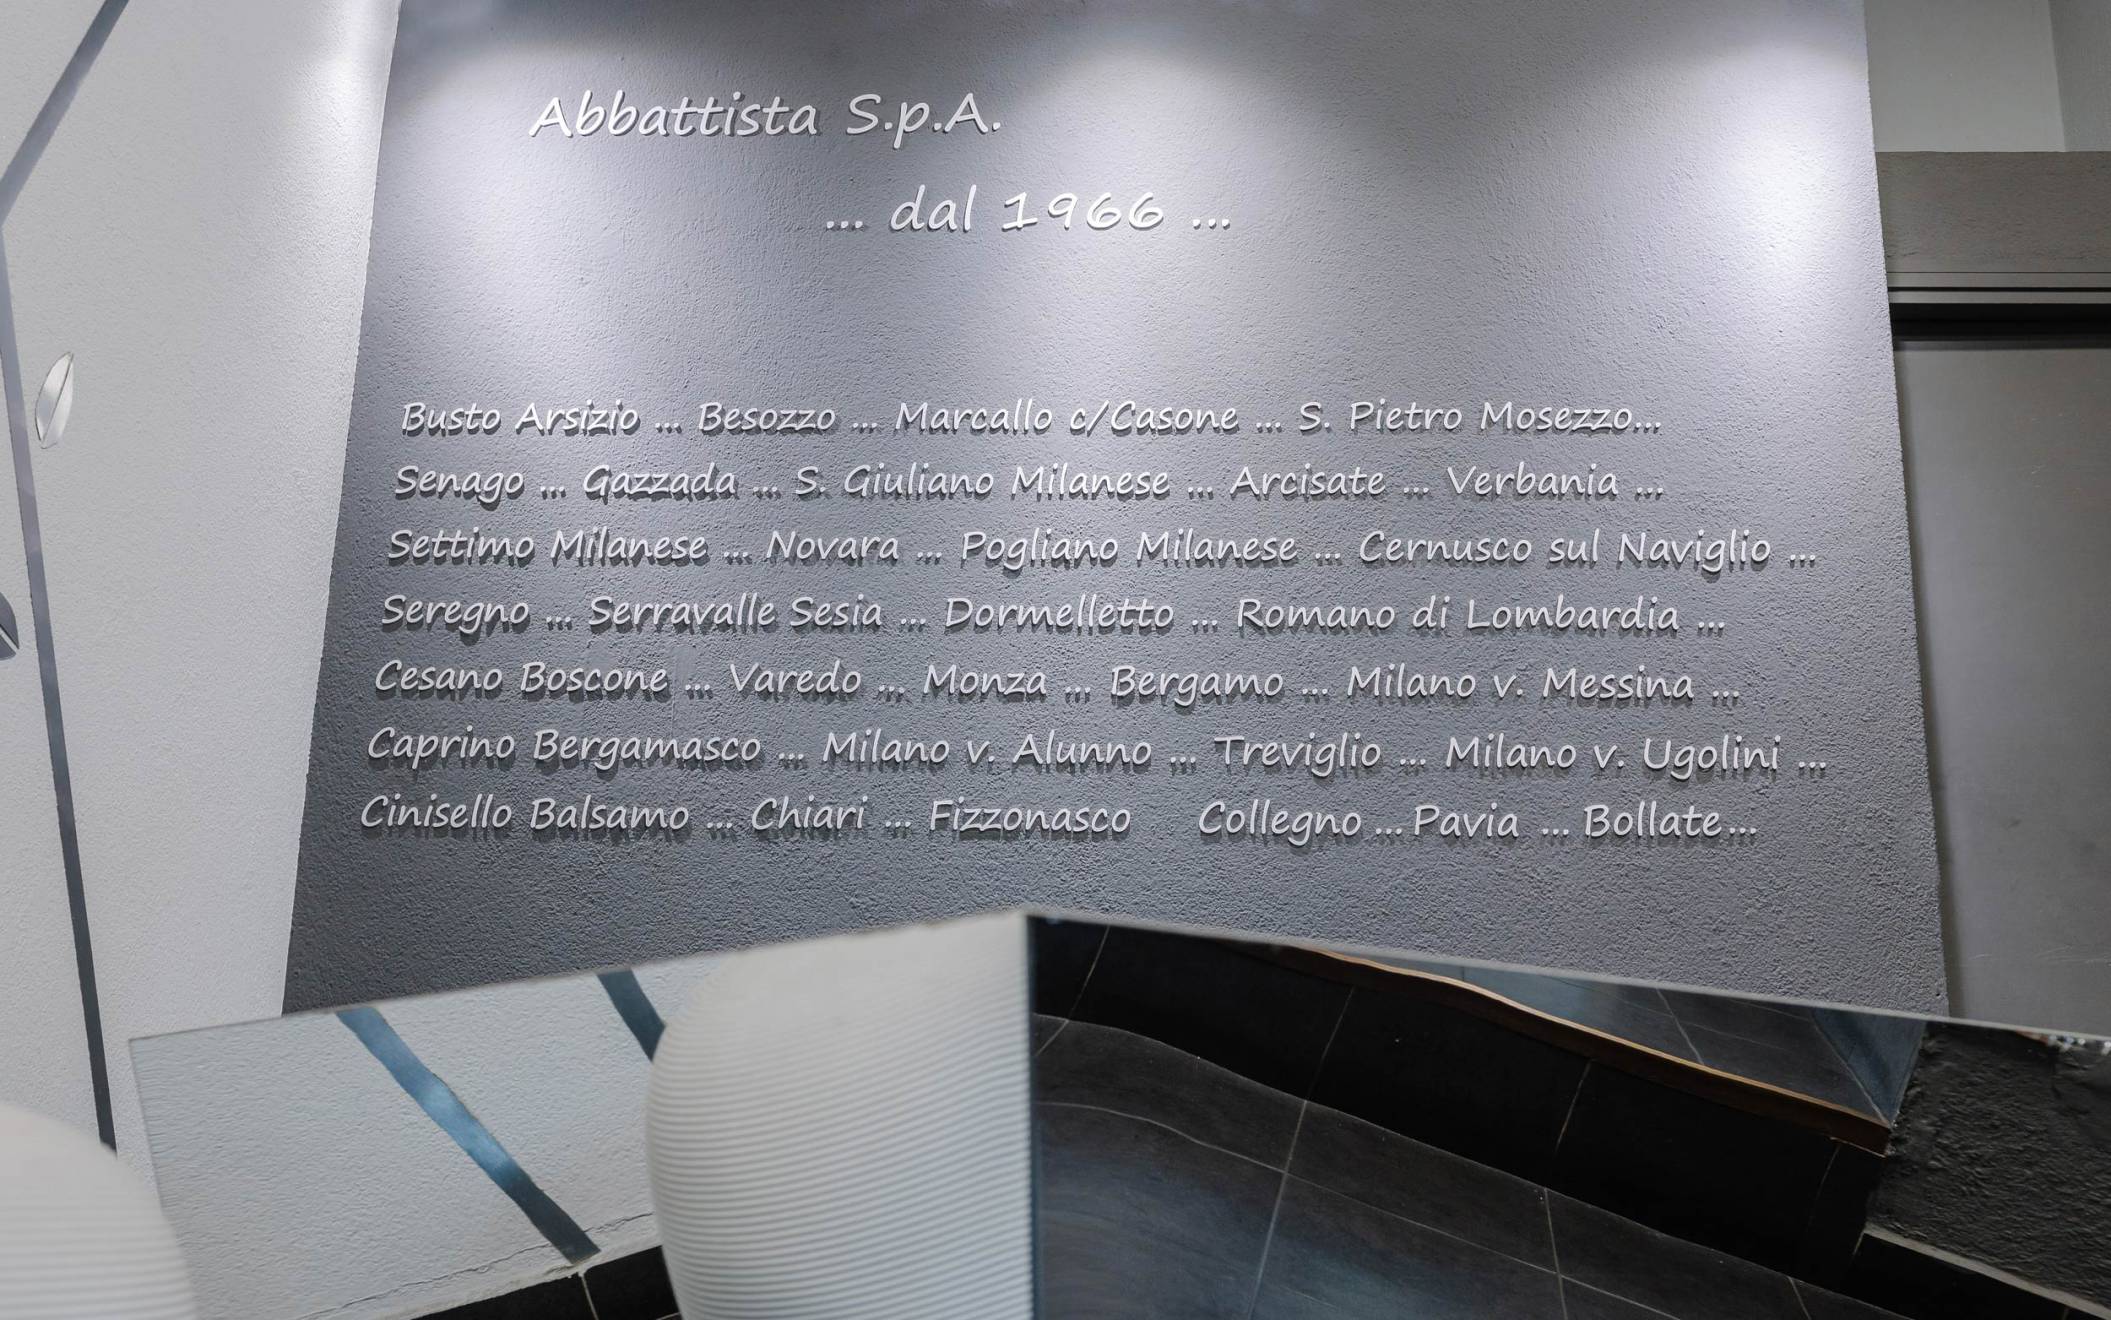 Abbattista S.p.A.
... dal 1966 ...
Busto Arsizio ... Besozzo ... Marcallo c/Casone ... S. Pietro Mosezzo...
Senago ... Gazzada ... S. Giuliano Milanese ... Arcisate ... Verbania ...
Settimo Milanese ... Novara ... Pogliano Milanese ... Cernusco sul Naviglio ...
Seregno ... Serravalle Sesia ... Dormelletto ... Romano di Lombardia ...
Cesano Boscone ... Varedo ... Monza ... Bergamo ... Milano v. Messina ...
Caprino Bergamasco ... Milano v. Alunno ... Treviglio ... Milano v. Ugolini ...
Cinisello Balsamo ... Chiari ... Fizzonasco Collegno ... Pavia ... Bollate...